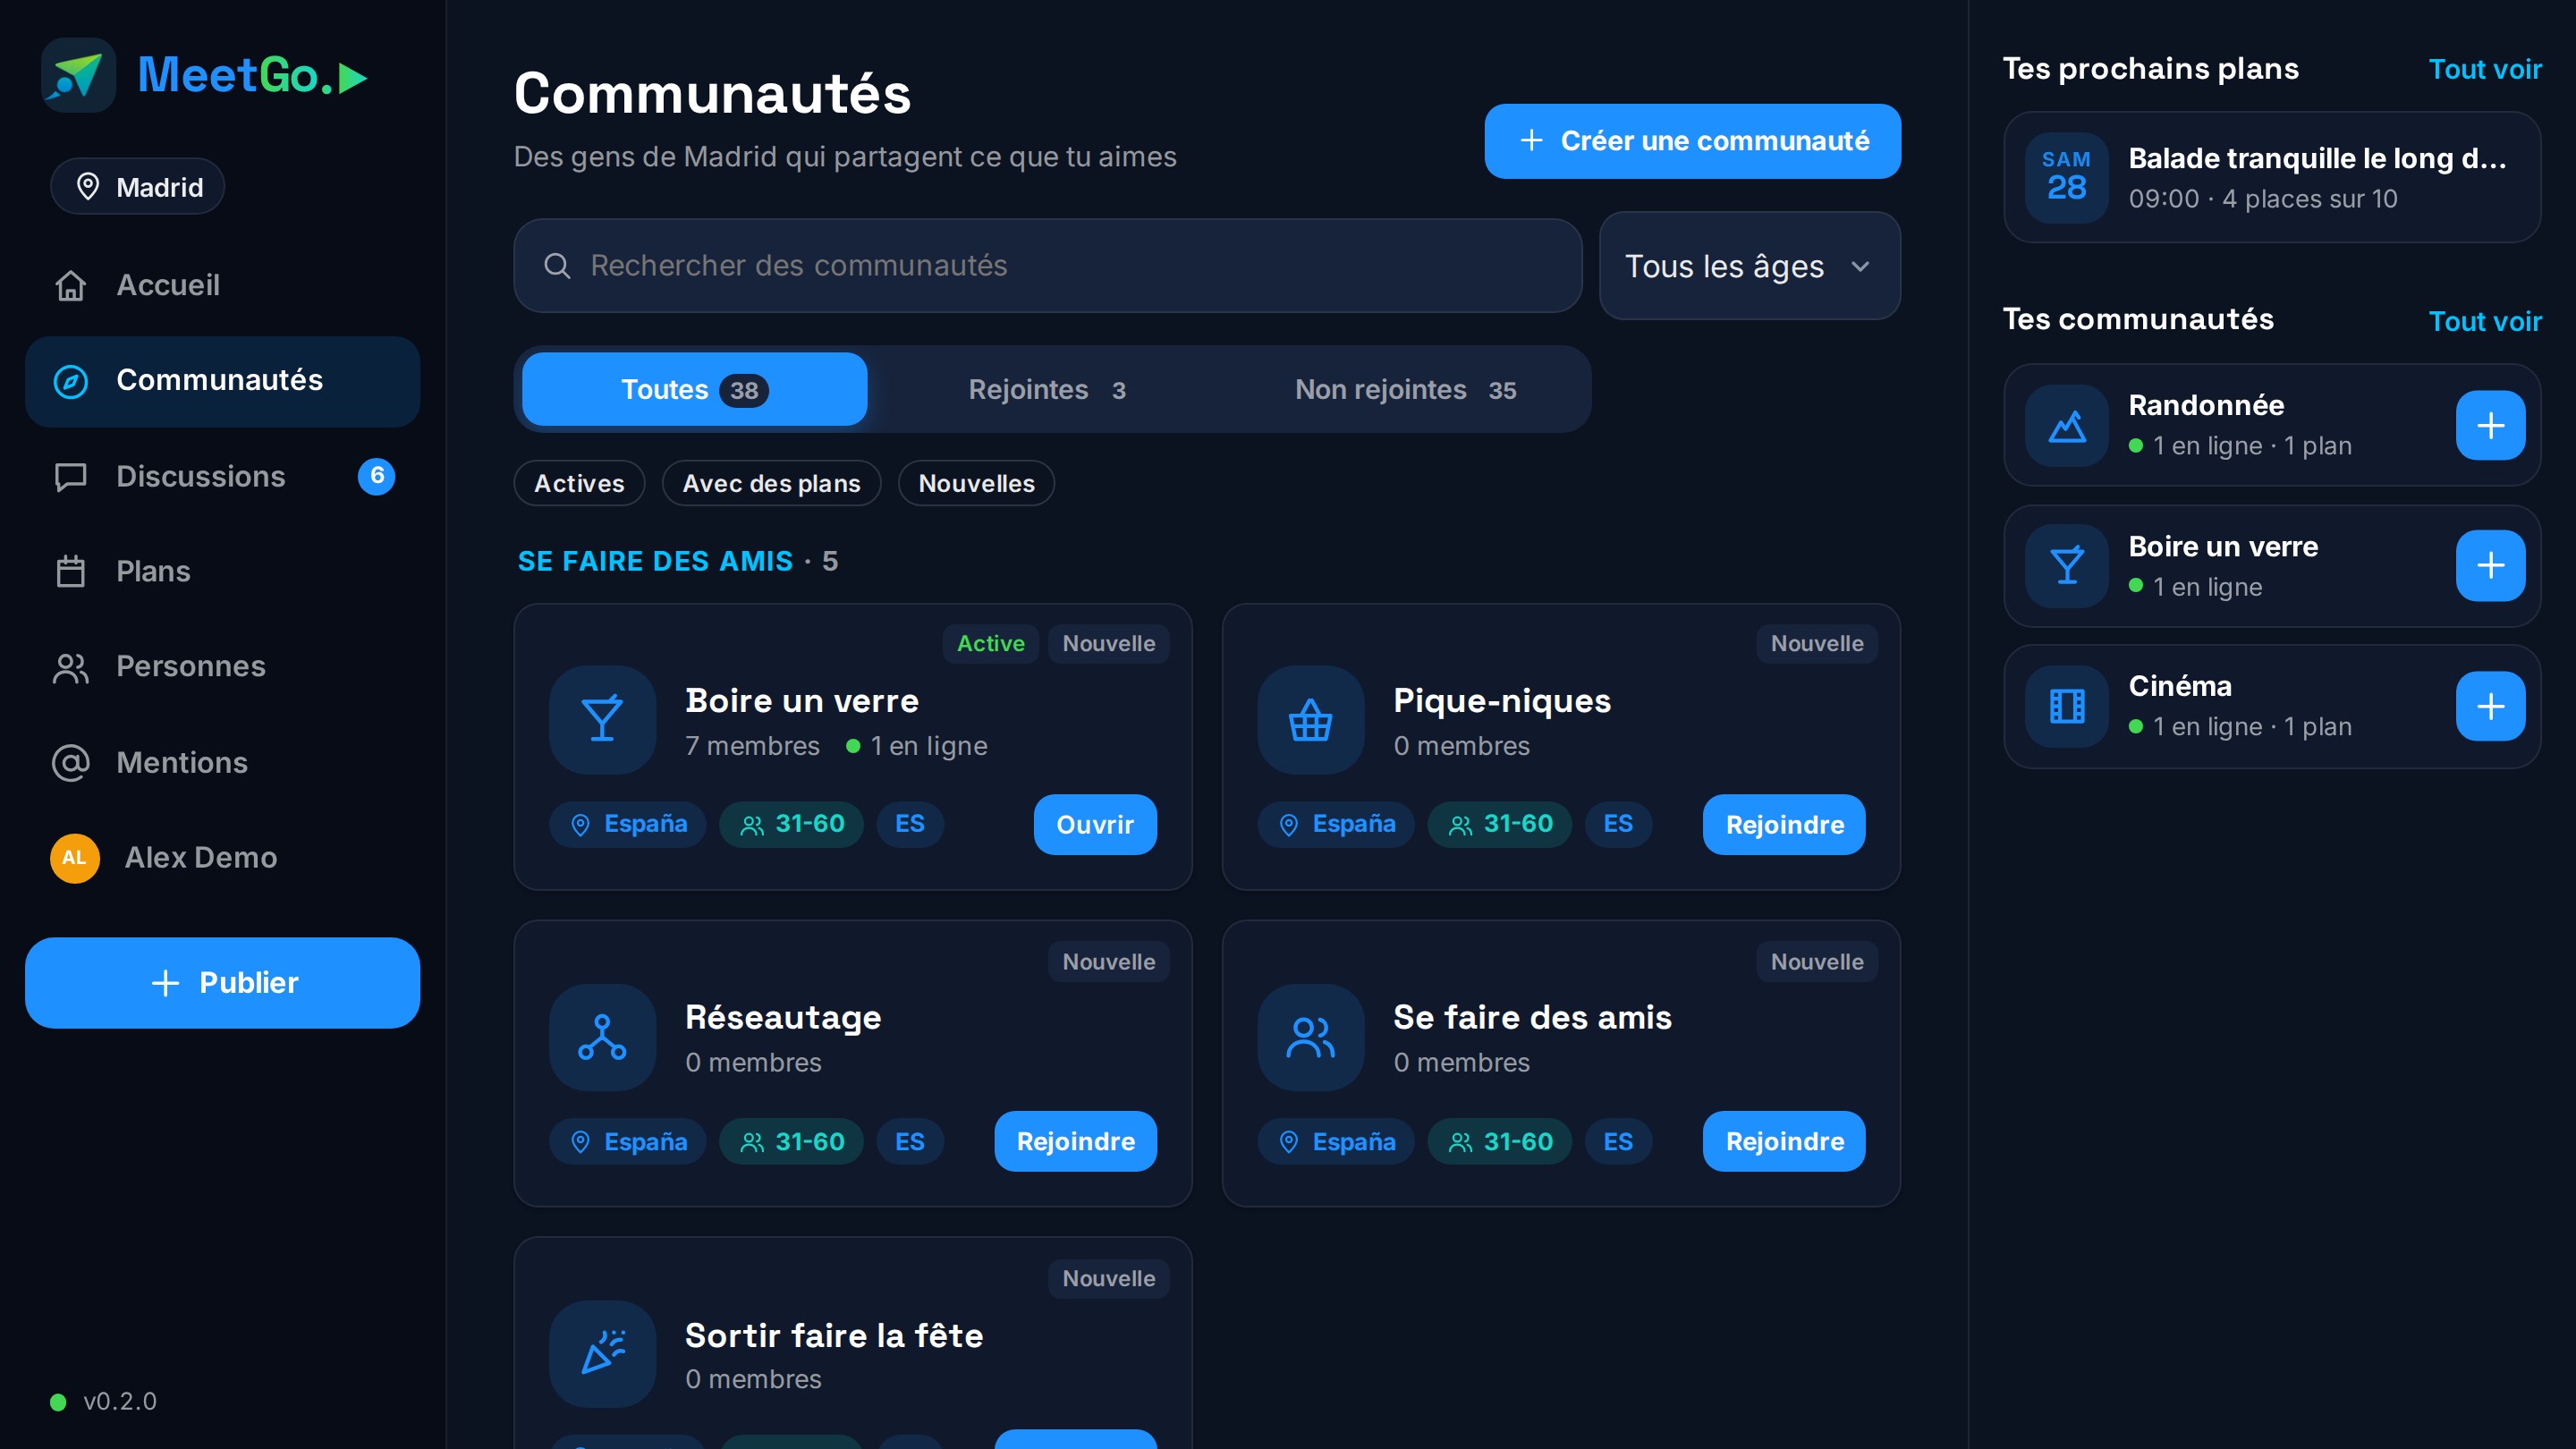 MeetGo.
Madrid
Accueil
Communautés
Discussions 6
Plans
Personnes
Mentions
AL Alex Demo
+ Publier
v0.2.0
Communautés
Des gens de Madrid qui partagent ce que tu aimes
+ Créer une communauté
Rechercher des communautés
Tous les âges
Toutes 38 Rejointes 3 Non rejointes 35
Actives Avec des plans Nouvelles
SE FAIRE DES AMIS · 5
Active Nouvelle
Boire un verre
7 membres 1 en ligne
España 31-60 ES Ouvrir
Nouvelle
Pique-niques
0 membres
España 31-60 ES Rejoindre
Nouvelle
Réseautage
0 membres
España 31-60 ES Rejoindre
Nouvelle
Se faire des amis
0 membres
España 31-60 ES Rejoindre
Nouvelle
Sortir faire la fête
0 membres
Tes prochains plans Tout voir
SAM
28
Balade tranquille le long d...
09:00 · 4 places sur 10
Tes communautés Tout voir
Randonnée
1 en ligne · 1 plan
Boire un verre
1 en ligne
Cinéma
1 en ligne · 1 plan